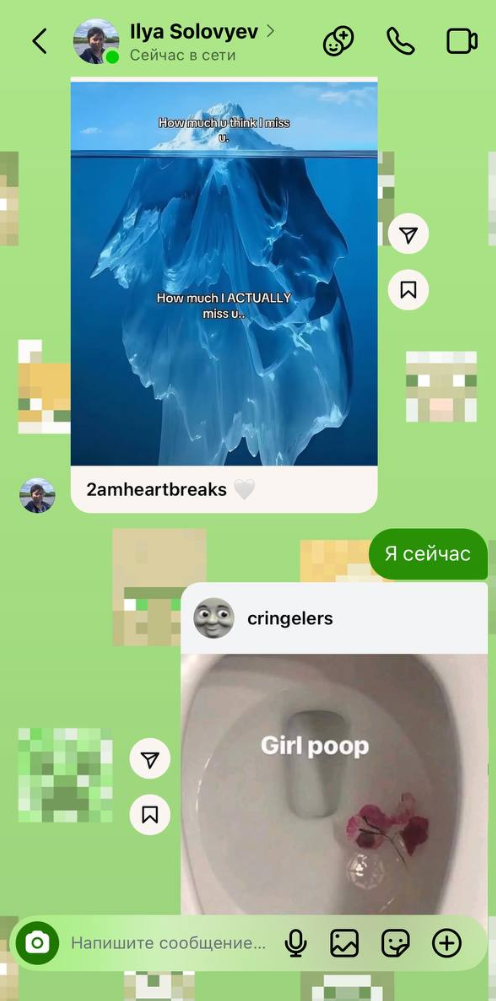 Ilya Solovyev
Сейчас в сети
How much u think I miss
u.
How much I ACTUALLY
miss u..
2amheartbreaks 🤍
Я сейчас
cringelers
Girl poop
Напишите сообщение...